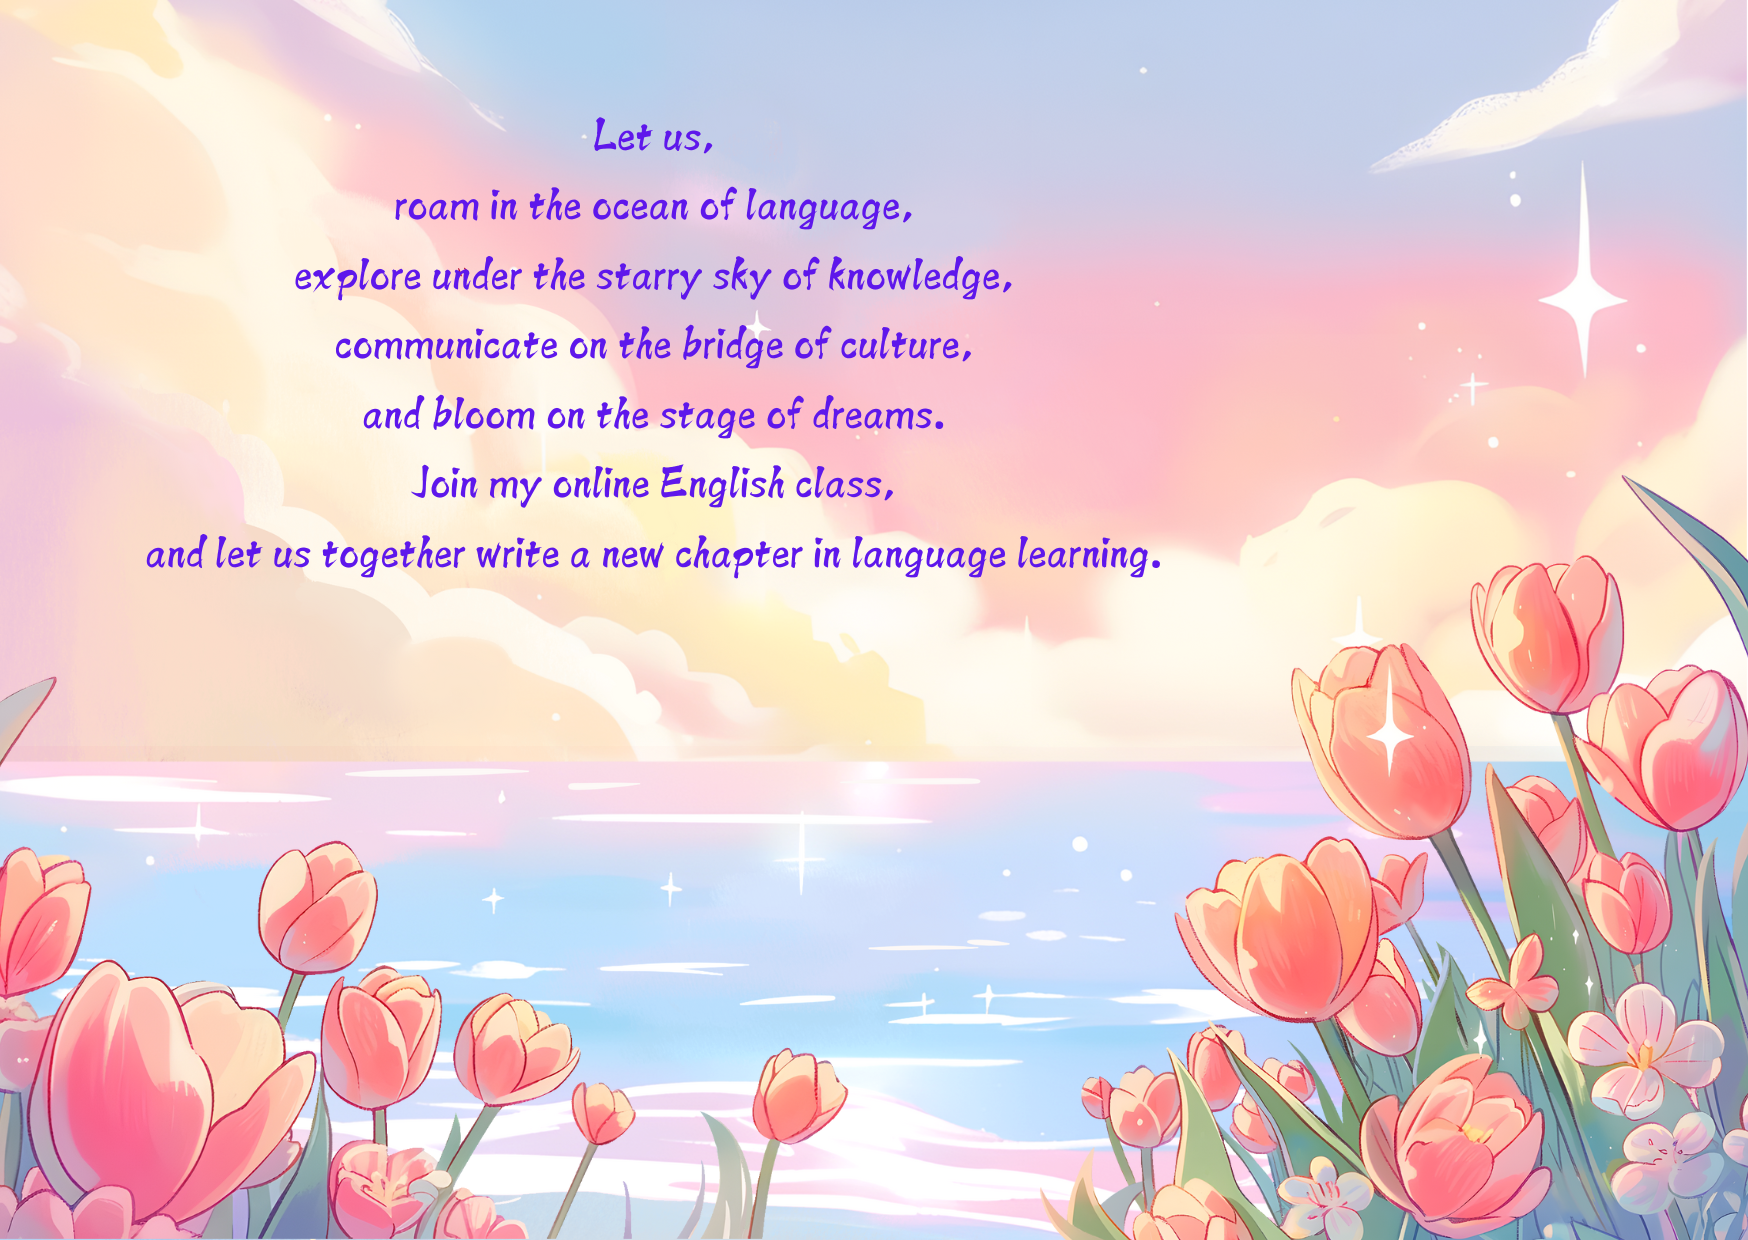 Let us,
roam in the ocean of language,
explore under the starry sky of knowledge,
communicate on the bridge of culture,
and bloom on the stage of dreams.
Join my online English class,
and let us together write a new chapter in language learning.